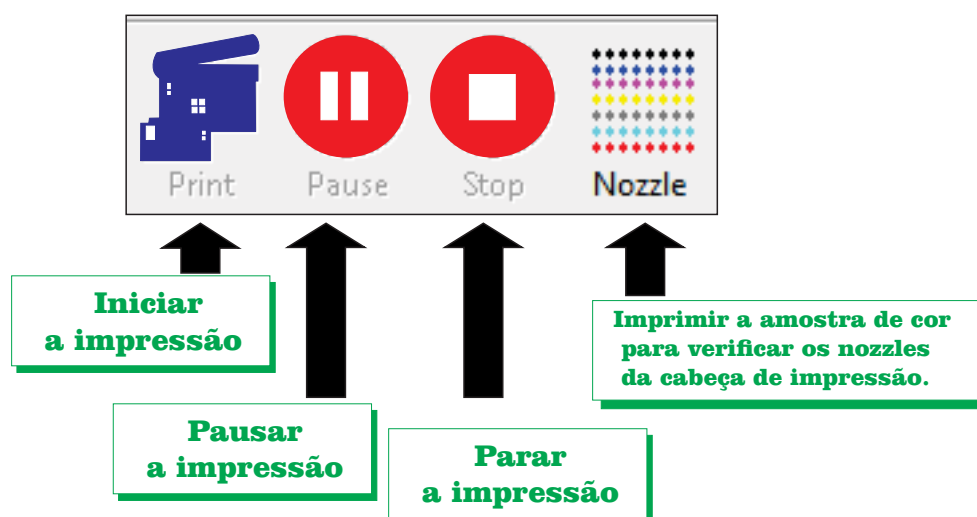 Print Pause Stop Nozzle
Iniciar
a impressão
Imprimir a amostra de cor
para verificar os nozzles
da cabeça de impressão.
Pausar
a impressão
Parar
a impressão